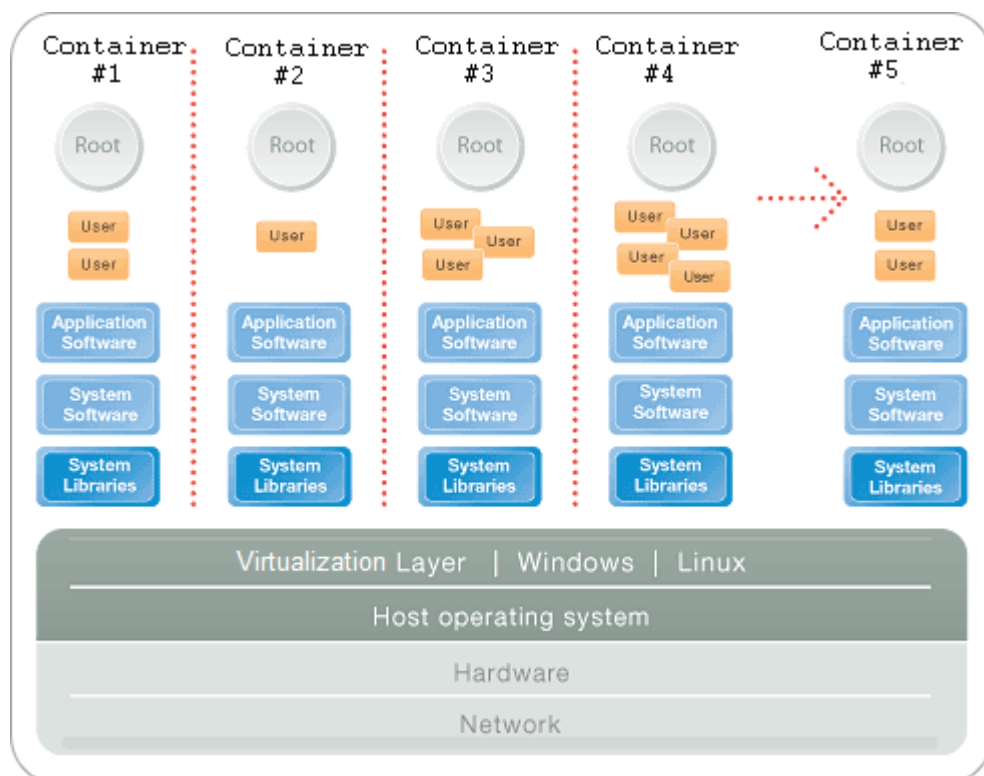 Container
#1
Container
#2
Container
#3
Container
#4
Container
#5
Root
Root
Root
Root
Root
User
User
User
User
User
User
User
User
User
User
User
User
Application
Software
Application
Software
Application
Software
Application
Software
Application
Software
System
Software
System
Software
System
Software
System
Software
System
Software
System
Libraries
System
Libraries
System
Libraries
System
Libraries
System
Libraries
Virtualization Layer | Windows | Linux
Host operating system
Hardware
Network